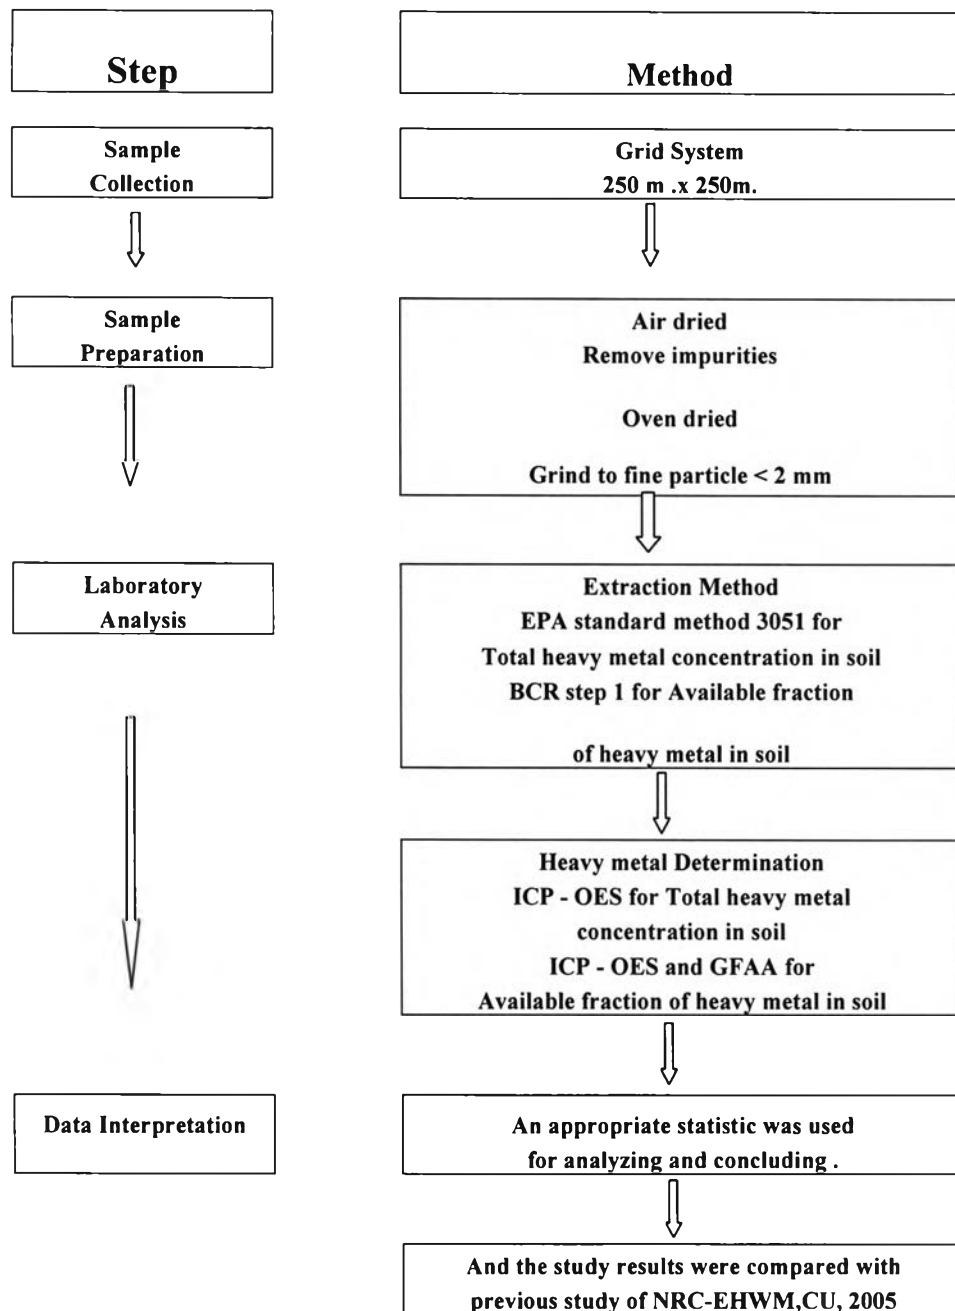 Step
Method
Sample
Collection
Grid System
250 m .x 250m.
Sample
Preparation
Air dried
Remove impurities
Oven dried
Grind to fine particle < 2 mm
Laboratory
Analysis
Extraction Method
EPA standard method 3051 for
Total heavy metal concentration in soil
BCR step 1 for Available fraction
of heavy metal in soil
Heavy metal Determination
ICP - OES for Total heavy metal
concentration in soil
ICP - OES and GFAA for
Available fraction of heavy metal in soil
Data Interpretation
An appropriate statistic was used
for analyzing and concluding .
And the study results were compared with
previous study of NRC-EHWM,CU, 2005